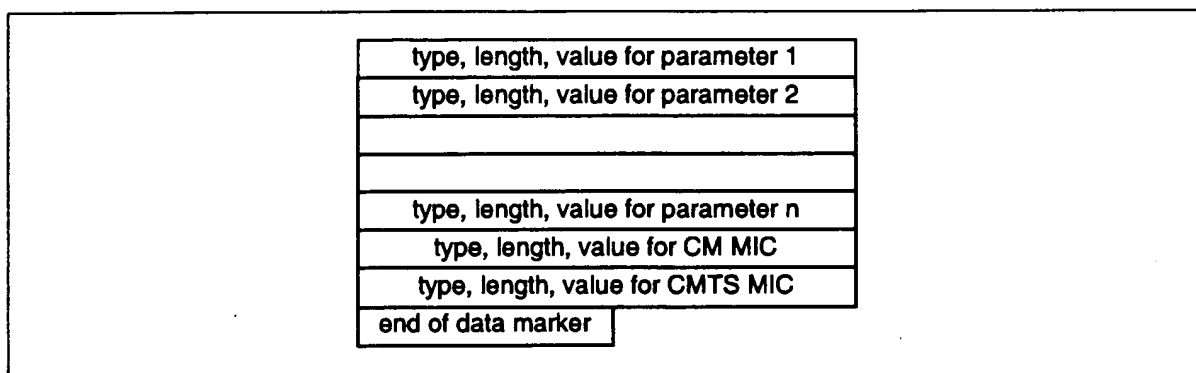 type, length, value for parameter 1
type, length, value for parameter 2
type, length, value for parameter n
type, length, value for CM MIC
type, length, value for CMTS MIC
end of data marker